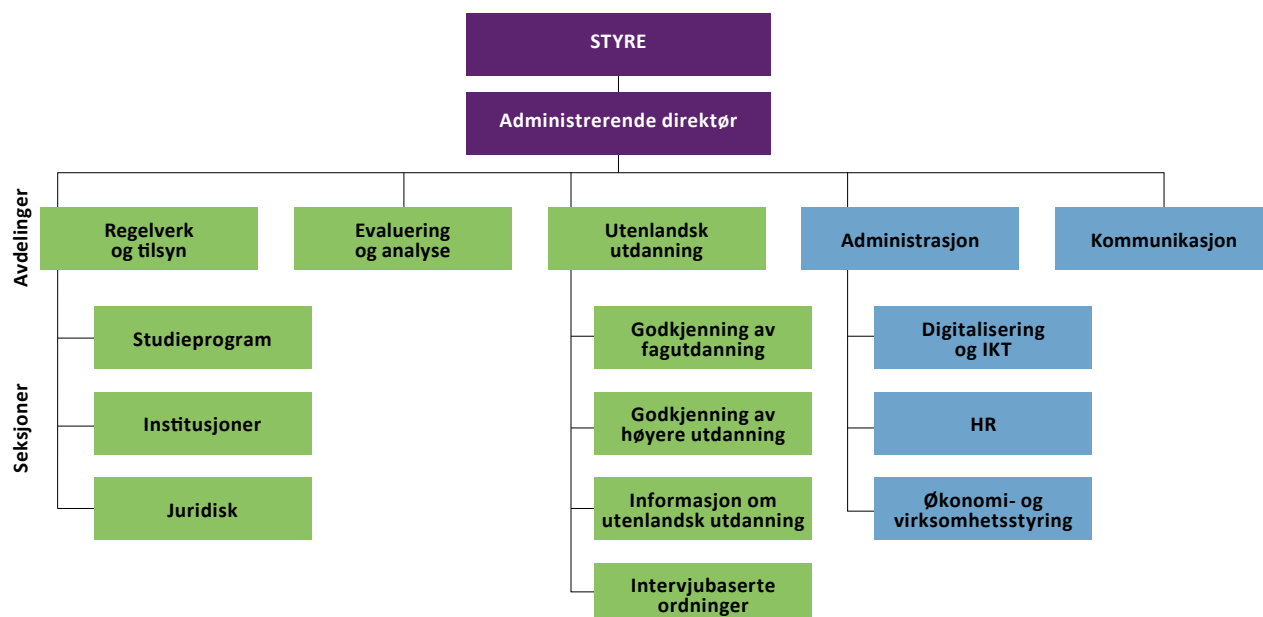 STYRE
Administrerende direktør
Avdelinger
Regelverk
og tilsyn
Evaluering
og analyse
Utenlandsk
utdanning
Administrasjon
Kommunikasjon
Seksjoner
Studieprogram
Institusjoner
Juridisk
Godkjenning av
fagutdanning
Godkjenning av
høyere utdanning
Informasjon om
utenlandsk utdanning
Intervjubaserte
ordninger
Digitalisering
og IKT
HR
Økonomi- og
virksomhetsstyring